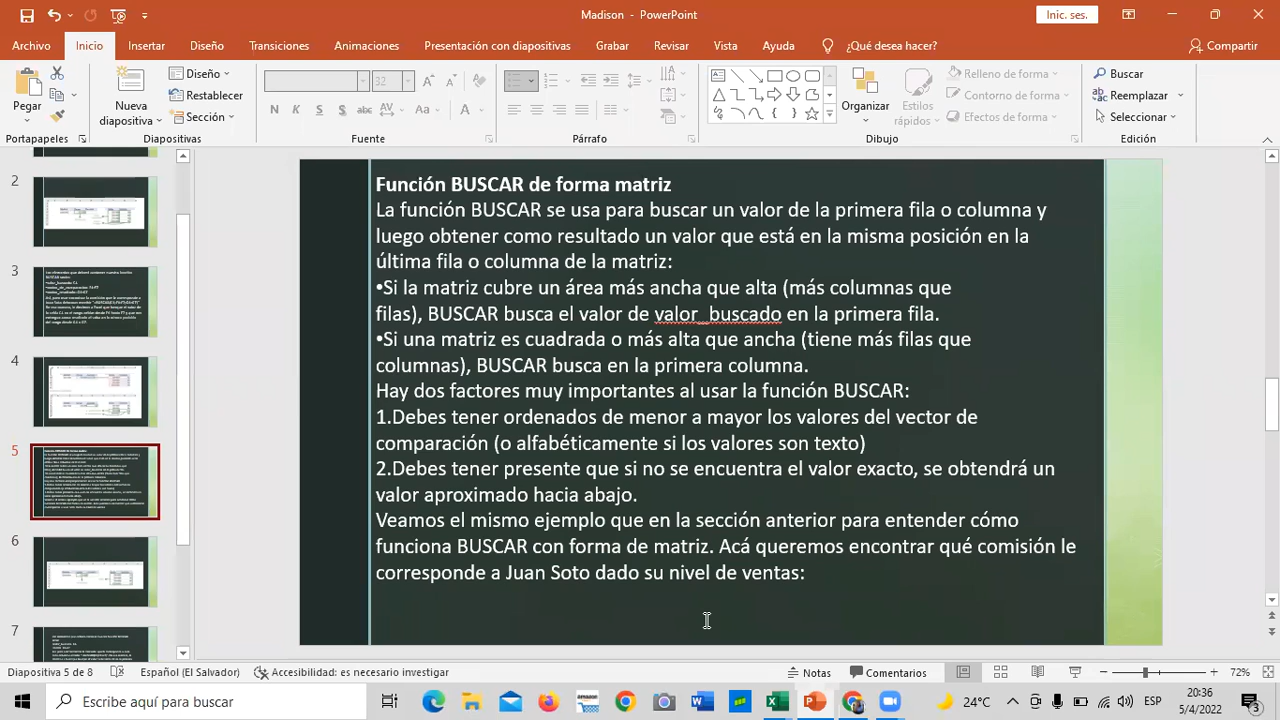 Madison - PowerPoint
Inic. ses.
Archivo Inicio Insertar Diseño Transiciones Animaciones Presentación con diapositivas Grabar Revisar Vista Ayuda ¿Qué desea hacer? Compartir
Pegar
Nueva diapositiva
Diseño
Restablecer
Sección
32
Organizar
Estilos rápidos
Relleno de forma
Contorno de forma
Efectos de forma
Buscar
Reemplazar
Seleccionar
Portapapeles Diapositivas Fuente Párrafo Dibujo Edición
2
3
4
5
6
7
Función BUSCAR de forma matriz
La función BUSCAR se usa para buscar un valor de la primera fila o columna y
luego obtener como resultado un valor que está en la misma posición en la
última fila o columna de la matriz:
•Si la matriz cubre un área más ancha que alta (más columnas que
filas), BUSCAR busca el valor de valor_buscado en la primera fila.
•Si una matriz es cuadrada o más alta que ancha (tiene más filas que
columnas), BUSCAR busca en la primera columna.
Hay dos factores muy importantes al usar la función BUSCAR:
1.Debes tener ordenados de menor a mayor los valores del vector de
comparación (o alfabéticamente si los valores son texto)
2.Debes tener presente que si no se encuentra el valor exacto, se obtendrá un
valor aproximado hacia abajo.
Veamos el mismo ejemplo que en la sección anterior para entender cómo
funciona BUSCAR con forma de matriz. Acá queremos encontrar qué comisión le
corresponde a Juan Soto dado su nivel de ventas:
Diapositiva 5 de 8 Español (El Salvador) Accesibilidad: es necesario investigar Notas Comentarios 72%
Escribe aquí para buscar
amazon
24°C
ESP
20:36
5/4/2022
3